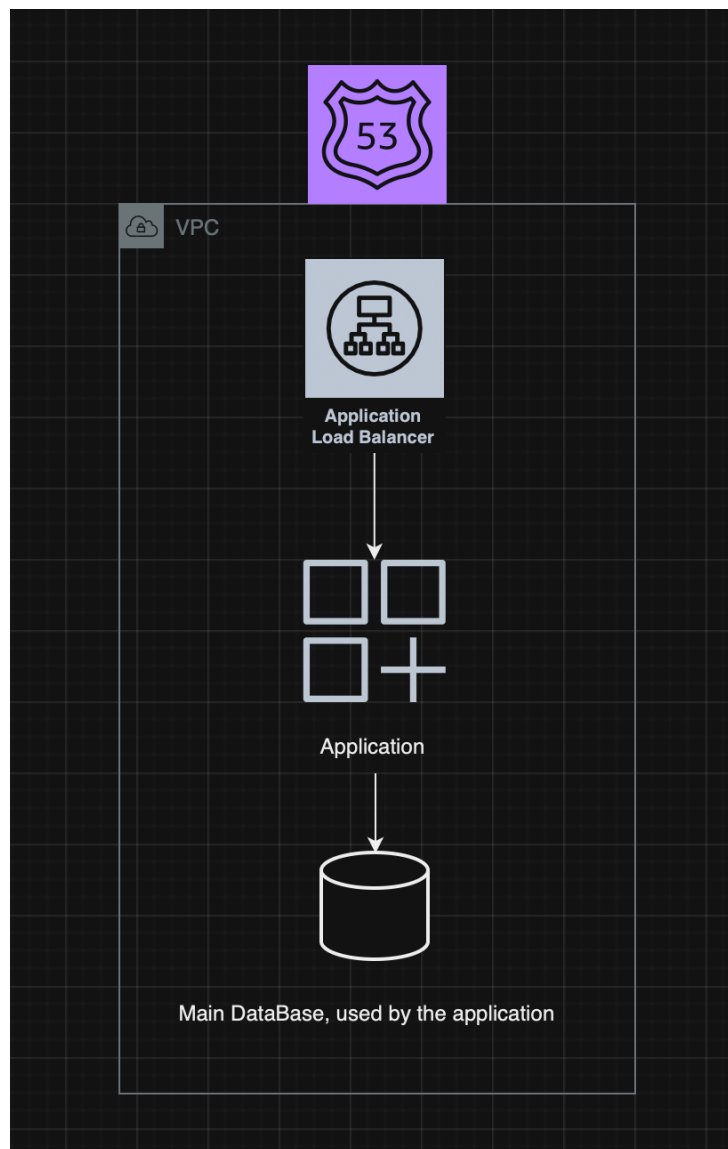 53
VPC
Application
Load Balancer
Application
Main DataBase, used by the application